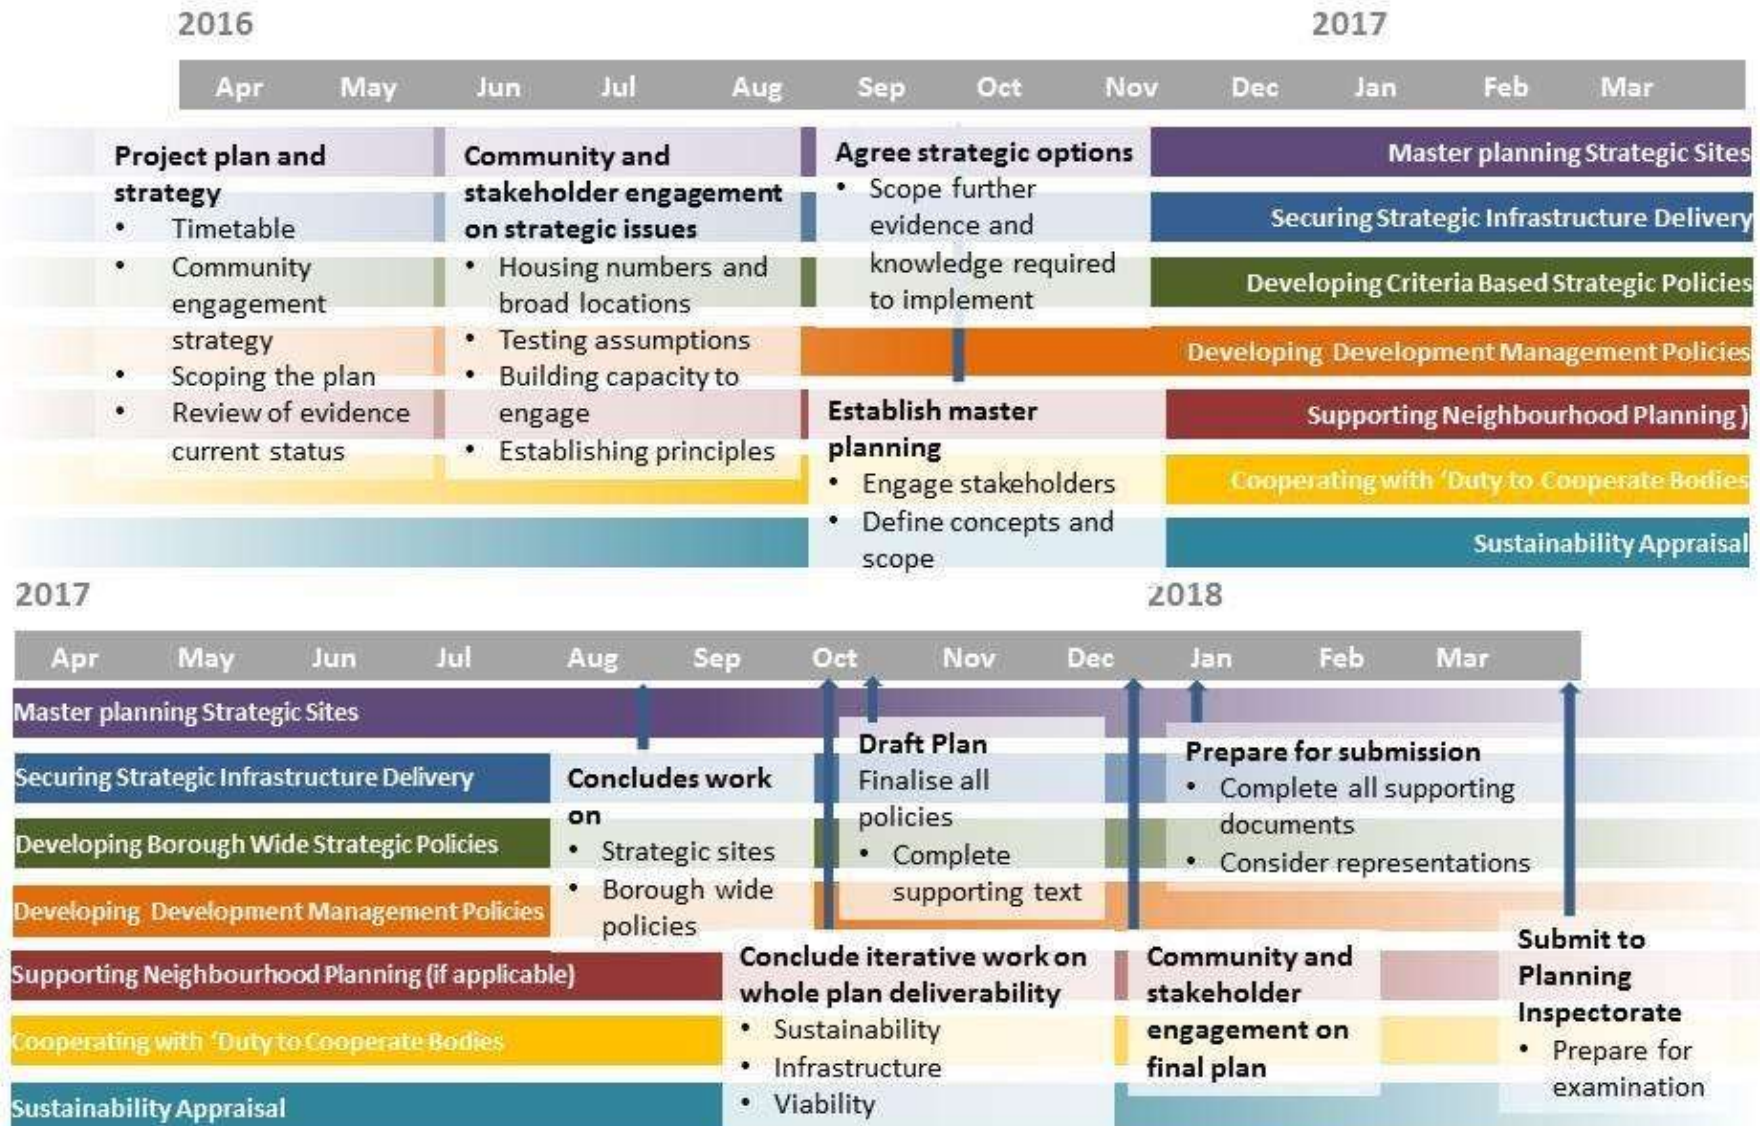 2016
2017
Apr May Jun Jul Aug Sep Oct Nov Dec Jan Feb Mar
Project plan and
strategy
• Timetable
• Community
engagement
strategy
• Scoping the plan
• Review of evidence
current status
Community and
stakeholder engagement
on strategic issues
• Housing numbers and
broad locations
• Testing assumptions
• Building capacity to
engage
• Establishing principles
Agree strategic options
• Scope further
evidence and
knowledge required
to implement
Establish master
planning
• Engage stakeholders
• Define concepts and
scope
Master planning Strategic Sites
Securing Strategic Infrastructure Delivery
Developing Criteria Based Strategic Policies
Developing Development Management Policies
Supporting Neighbourhood Planning )
Cooperating with ‘Duty to Cooperate Bodies
Sustainability Appraisal
2017
2018
Apr May Jun Jul Aug Sep Oct Nov Dec Jan Feb Mar
Master planning Strategic Sites
Securing Strategic Infrastructure Delivery
Developing Borough Wide Strategic Policies
Developing Development Management Policies
Supporting Neighbourhood Planning (if applicable)
Cooperating with ‘Duty to Cooperate Bodies
Sustainability Appraisal
Concludes work
on
• Strategic sites
• Borough wide
policies
Draft Plan
Finalise all
policies
• Complete
supporting text
Conclude iterative work on
whole plan deliverability
• Sustainability
• Infrastructure
• Viability
Community and
stakeholder
engagement on
final plan
Prepare for submission
• Complete all supporting
documents
• Consider representations
Submit to
Planning
Inspectorate
• Prepare for
examination